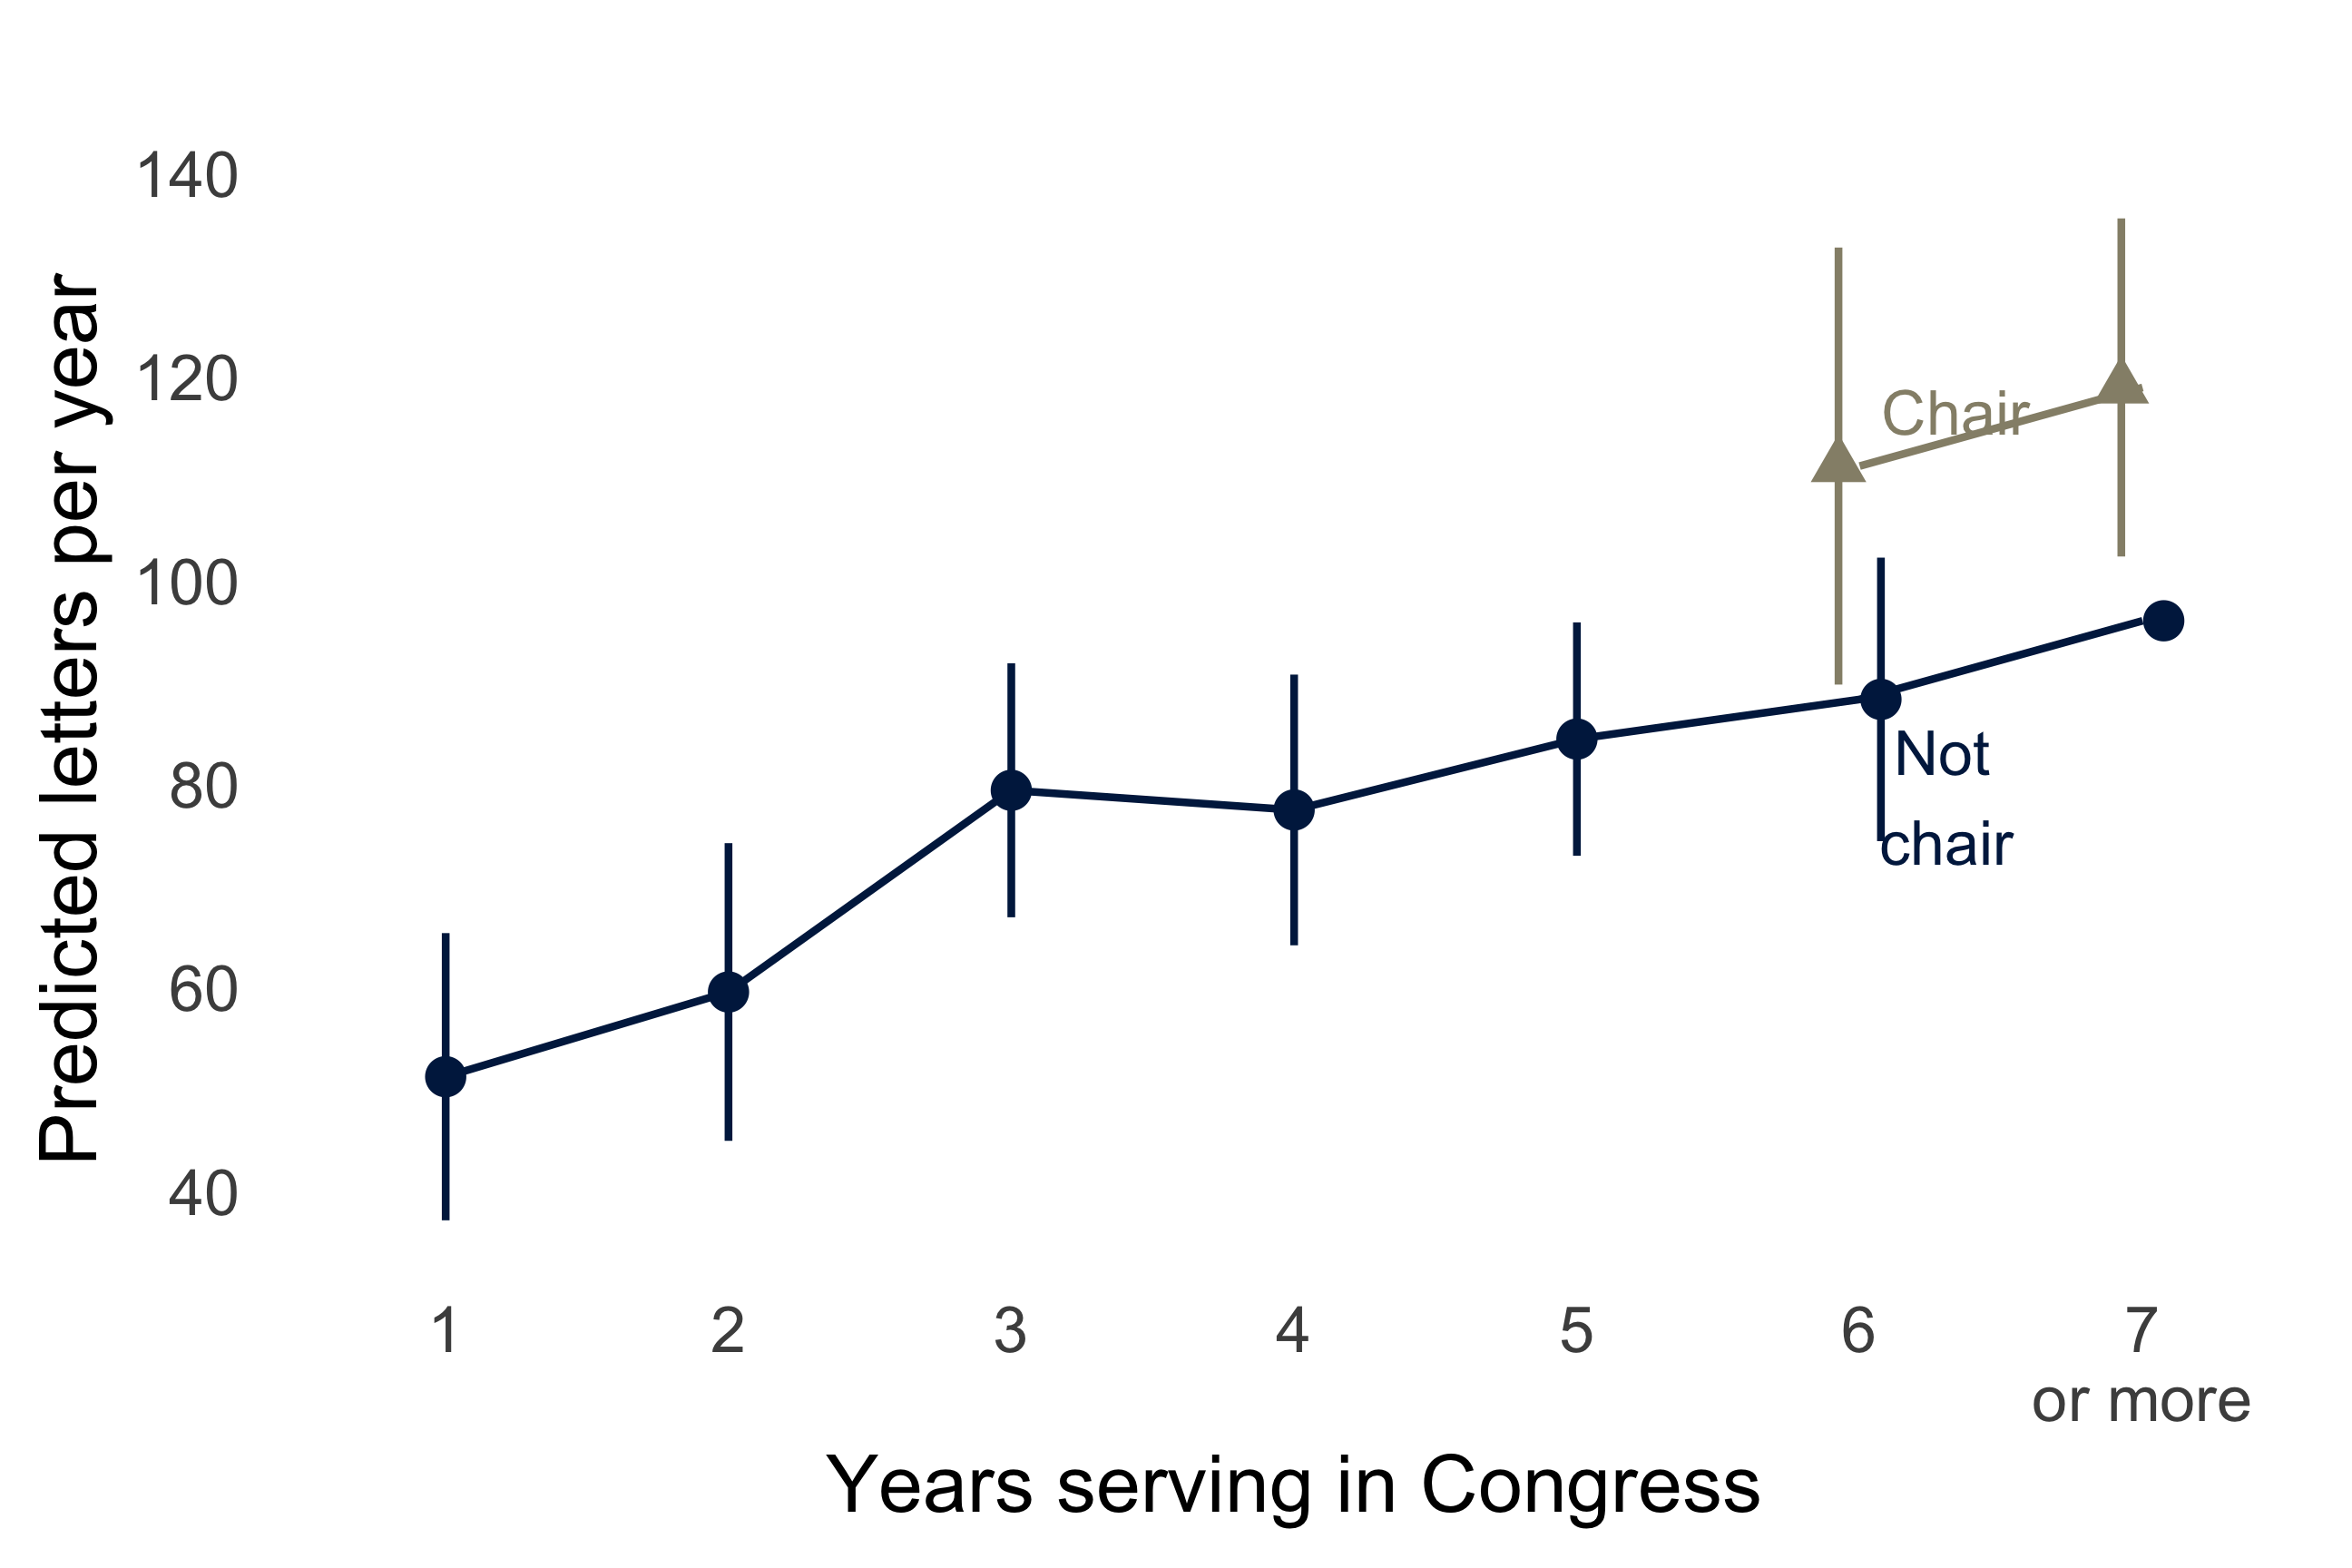 Predicted letters per year
140
120
100
80
60
40
Chair
Not
chair
1 2 3 4 5 6 7
or more
Years serving in Congress